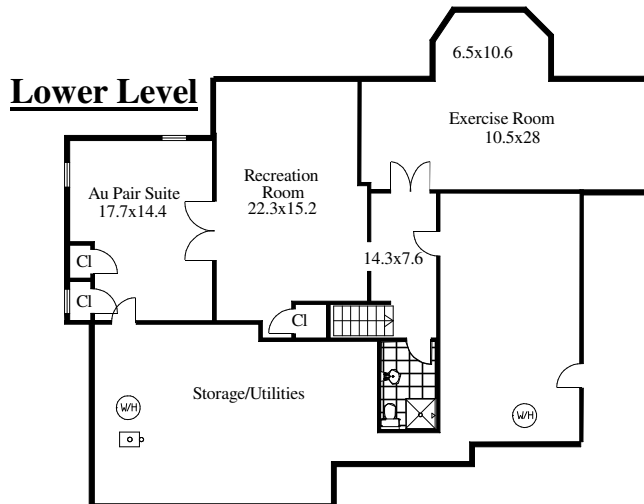 6.5x10.6
Lower Level
Exercise Room
10.5x28
Au Pair Suite
17.7x14.4
Recreation
Room
22.3x15.2
14.3x7.6
Cl
Cl
Cl
Storage/Utilities
W/H
W/H